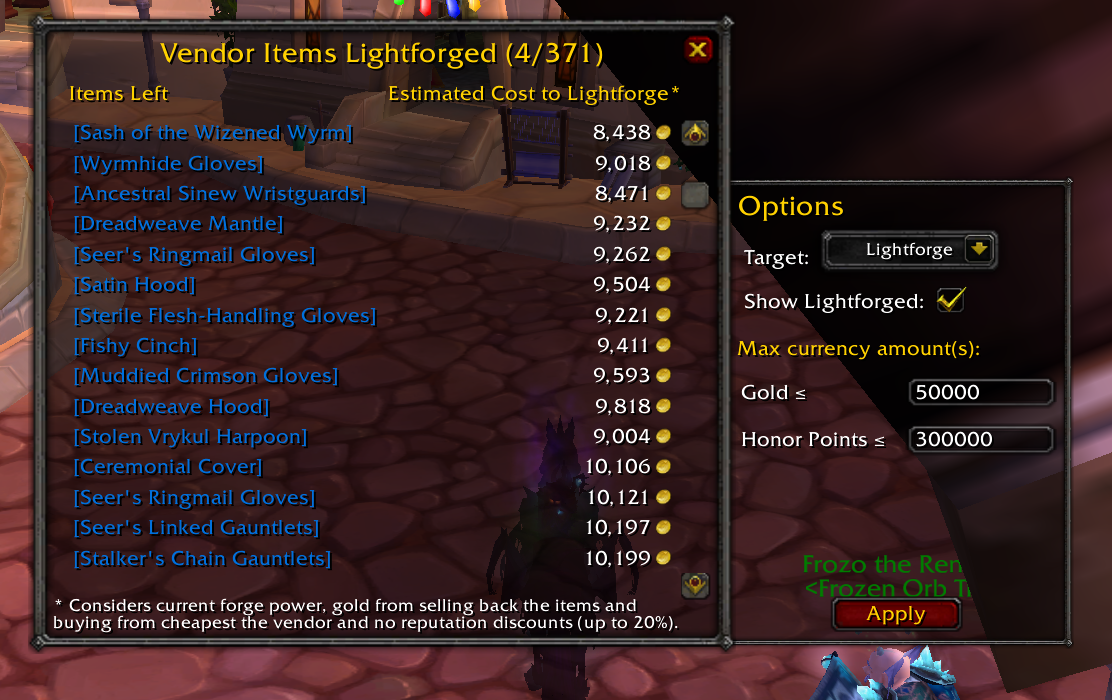 Vendor Items Lightforged (4/371)
Items Left Estimated Cost to Lightforge*
[Sash of the Wizened Wyrm] 8,438
[Wyrmhide Gloves] 9,018
[Ancestral Sinew Wristguards] 8,471
[Dreadweave Mantle] 9,232
[Seer's Ringmail Gloves] 9,262
[Satin Hood] 9,504
[Sterile Flesh-Handling Gloves] 9,221
[Fishy Cinch] 9,411
[Muddied Crimson Gloves] 9,593
[Dreadweave Hood] 9,818
[Stolen Vrykul Harpoon] 9,004
[Ceremonial Cover] 10,106
[Seer's Ringmail Gloves] 10,121
[Seer's Linked Gauntlets] 10,197
[Stalker's Chain Gauntlets] 10,199
* Considers current forge power, gold from selling back the items and
buying from cheapest the vendor and no reputation discounts (up to 20%).
Options
Target: Lightforge
Show Lightforged:
Max currency amount(s):
Gold ≤ 50000
Honor Points ≤ 300000
Frozo the Ren
<Frozen Orb T
Apply